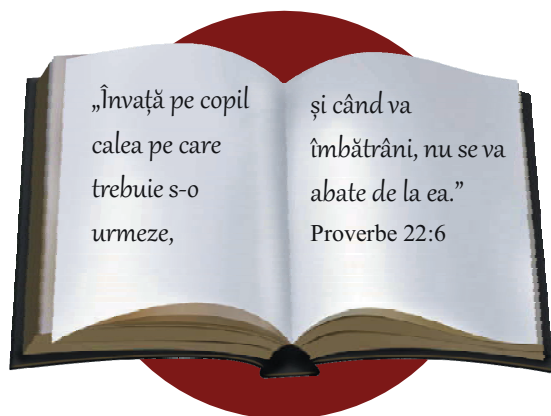 „Învață pe copil
calea pe care
trebuie s-o
urmeze,
și când va
îmbătrâni, nu se va
abate de la ea.”
Proverbe 22:6